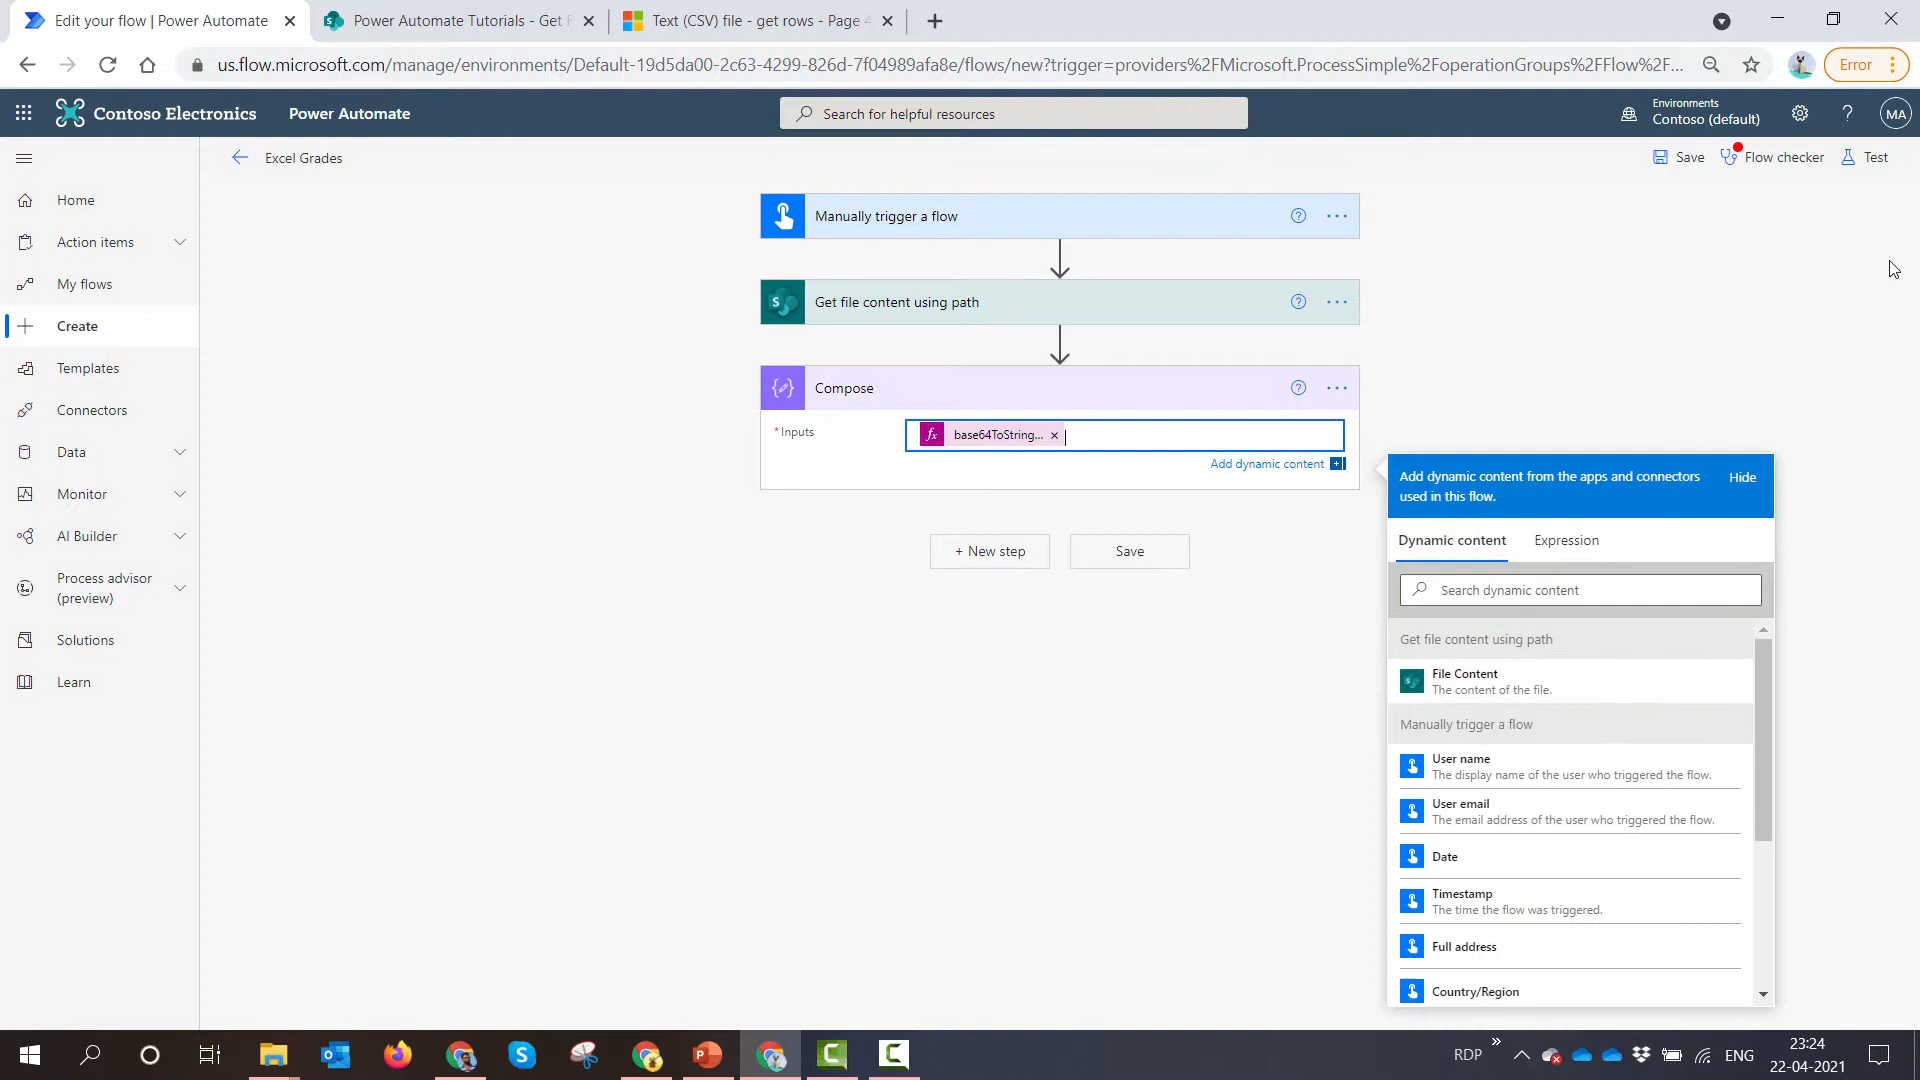 Edit your flow | Power Automate
Power Automate Tutorials - Get
Text (CSV) file - get rows - Page
us.flow.microsoft.com/manage/environments/Default-19d5da00-2c63-4299-826d-7f04989afa8e/flows/new?trigger=providers%2FMicrosoft.ProcessSimple%2FoperationGroups%2FFlow%2F...
Error
Contoso Electronics
Power Automate
Search for helpful resources
Environments
Contoso (default)
MA
Excel Grades
Save
Flow checker
Test
Home
Action items
My flows
Create
Templates
Connectors
Data
Monitor
AI Builder
Process advisor
(preview)
Solutions
Learn
Manually trigger a flow
Get file content using path
Compose
* Inputs
fx base64ToString...
Add dynamic content
+ New step
Save
Add dynamic content from the apps and connectors
used in this flow.
Hide
Dynamic content
Expression
Search dynamic content
Get file content using path
File Content
The content of the file.
Manually trigger a flow
User name
The display name of the user who triggered the flow.
User email
The email address of the user who triggered the flow.
Date
Timestamp
The time the flow was triggered.
Full address
Country/Region
RDP
ENG
23:24
22-04-2021